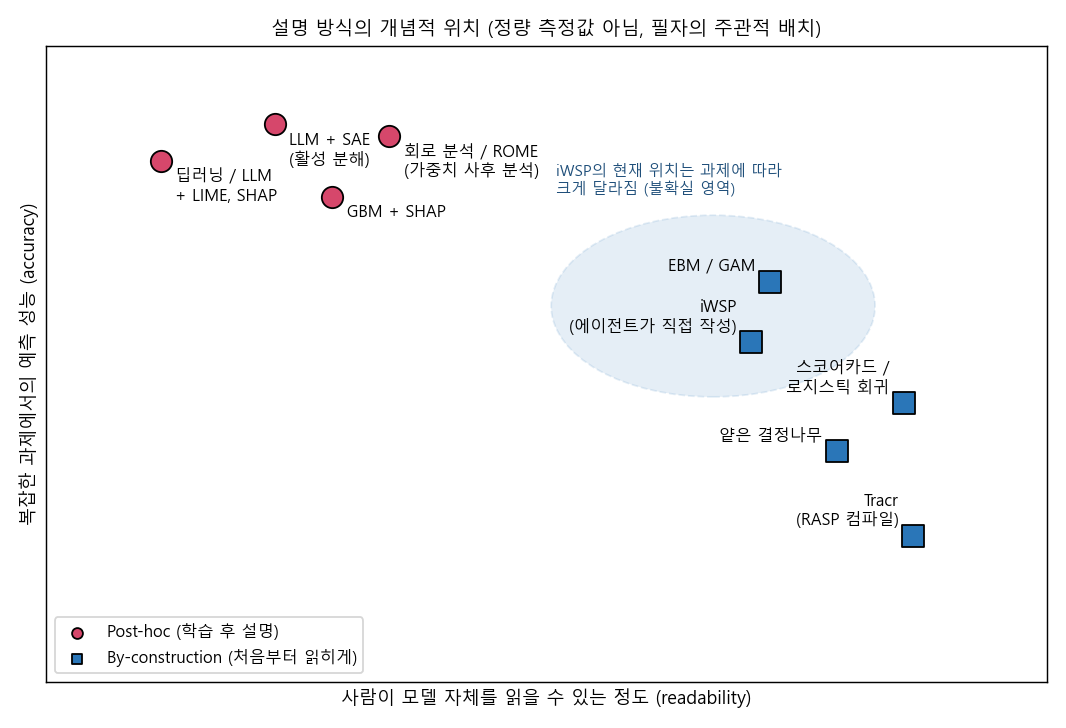 설명 방식의 개념적 위치 (정량 측정값 아님, 필자의 주관적 배치)
복잡한 과제에서의 예측 성능 (accuracy)
딥러닝 / LLM
+ LIME, SHAP
LLM + SAE
(활성 분해)
회로 분석 / ROME
(가중치 사후 분석)
GBM + SHAP
iWSP의 현재 위치는 과제에 따라
크게 달라짐 (불확실 영역)
EBM / GAM
iWSP
(에이전트가 직접 작성)
스코어카드 /
로지스틱 회귀
얕은 결정나무
Tracr
(RASP 컴파일)
Post-hoc (학습 후 설명)
By-construction (처음부터 읽히게)
사람이 모델 자체를 읽을 수 있는 정도 (readability)